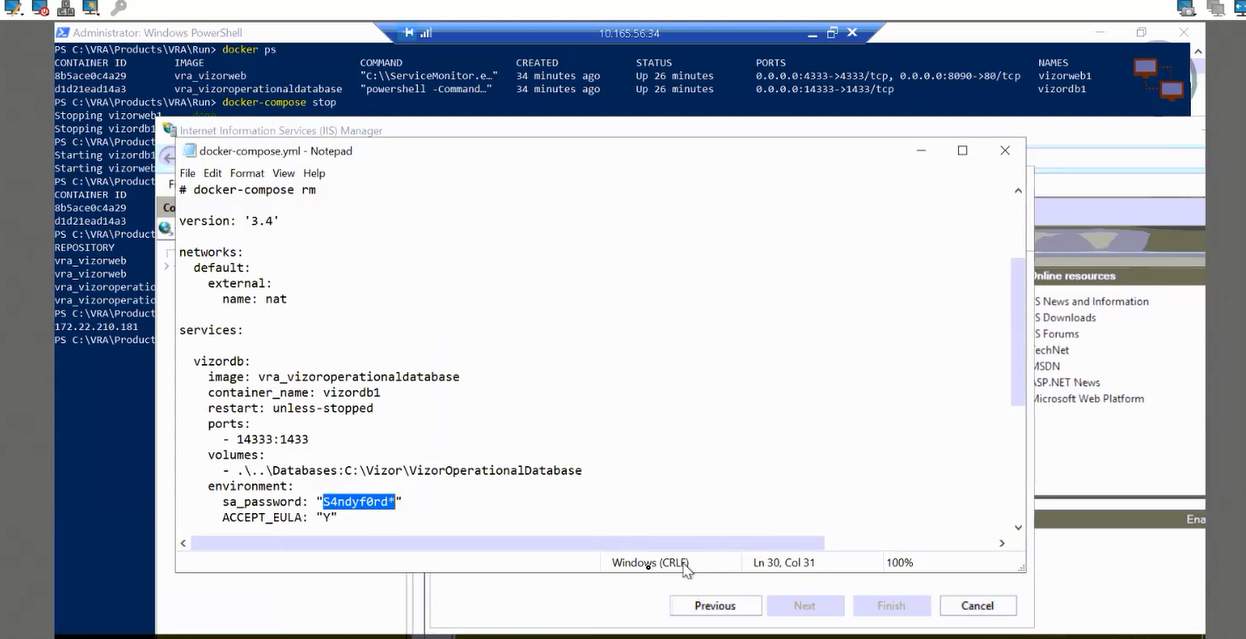 Administrator: Windows PowerShell
10.165.56.34
PS C:\VRA\Products\VRA\Run> docker ps
CONTAINER ID IMAGE COMMAND CREATED STATUS PORTS NAMES
8b5ace0c4a29 vra_vizorweb "C:\\ServiceMonitor.e…" 34 minutes ago Up 26 minutes 0.0.0.0:4333->4333/tcp, 0.0.0.0:8090->80/tcp vizorweb1
d1d21ead14a3 vra_vizoroperationaldatabase "powershell -Command…" 34 minutes ago Up 26 minutes 0.0.0.0:14333->1433/tcp vizordb1
PS C:\VRA\Products\VRA\Run> docker-compose stop
Stopping vizorweb1
Stopping vizordb1
PS C:\VRA\Product
Starting vizordb1
Starting vizorweb
PS C:\VRA\Product
CONTAINER ID
8b5ace0c4a29
d1d21ead14a3
PS C:\VRA\Product
REPOSITORY
vra_vizorweb
vra_vizorweb
vra_vizoroperatio
vra_vizoroperatio
PS C:\VRA\Product
172.22.210.181
PS C:\VRA\Product
Internet Information Services (IIS) Manager
Co
docker-compose.yml - Notepad
File Edit Format View Help
# docker-compose rm
version: '3.4'
networks:
default:
external:
name: nat
services:
vizordb:
image: vra_vizoroperationaldatabase
container_name: vizordb1
restart: unless-stopped
ports:
- 14333:1433
volumes:
- .\..\Databases:C:\Vizor\VizorOperationalDatabase
environment:
sa_password: "S4ndyf0rd*"
ACCEPT_EULA: "Y"
Windows (CRLF) Ln 30, Col 31 100%
Online resources
S News and Information
S Downloads
S Forums
echNet
MSDN
ASP.NET News
Microsoft Web Platform
Ena
Previous Next Finish Cancel